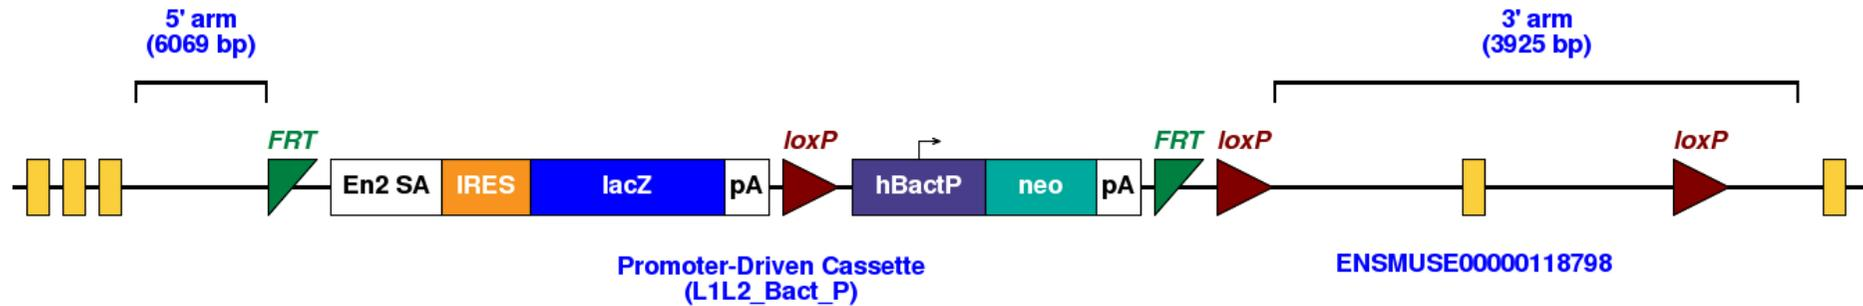 5' arm
(6069 bp)
3' arm
(3925 bp)
FRT
loxP
FRT
loxP
loxP
En2 SA
IRES
lacZ
pA
hBactP
neo
pA
Promoter-Driven Cassette
(L1L2_Bact_P)
ENSMUSE00000118798